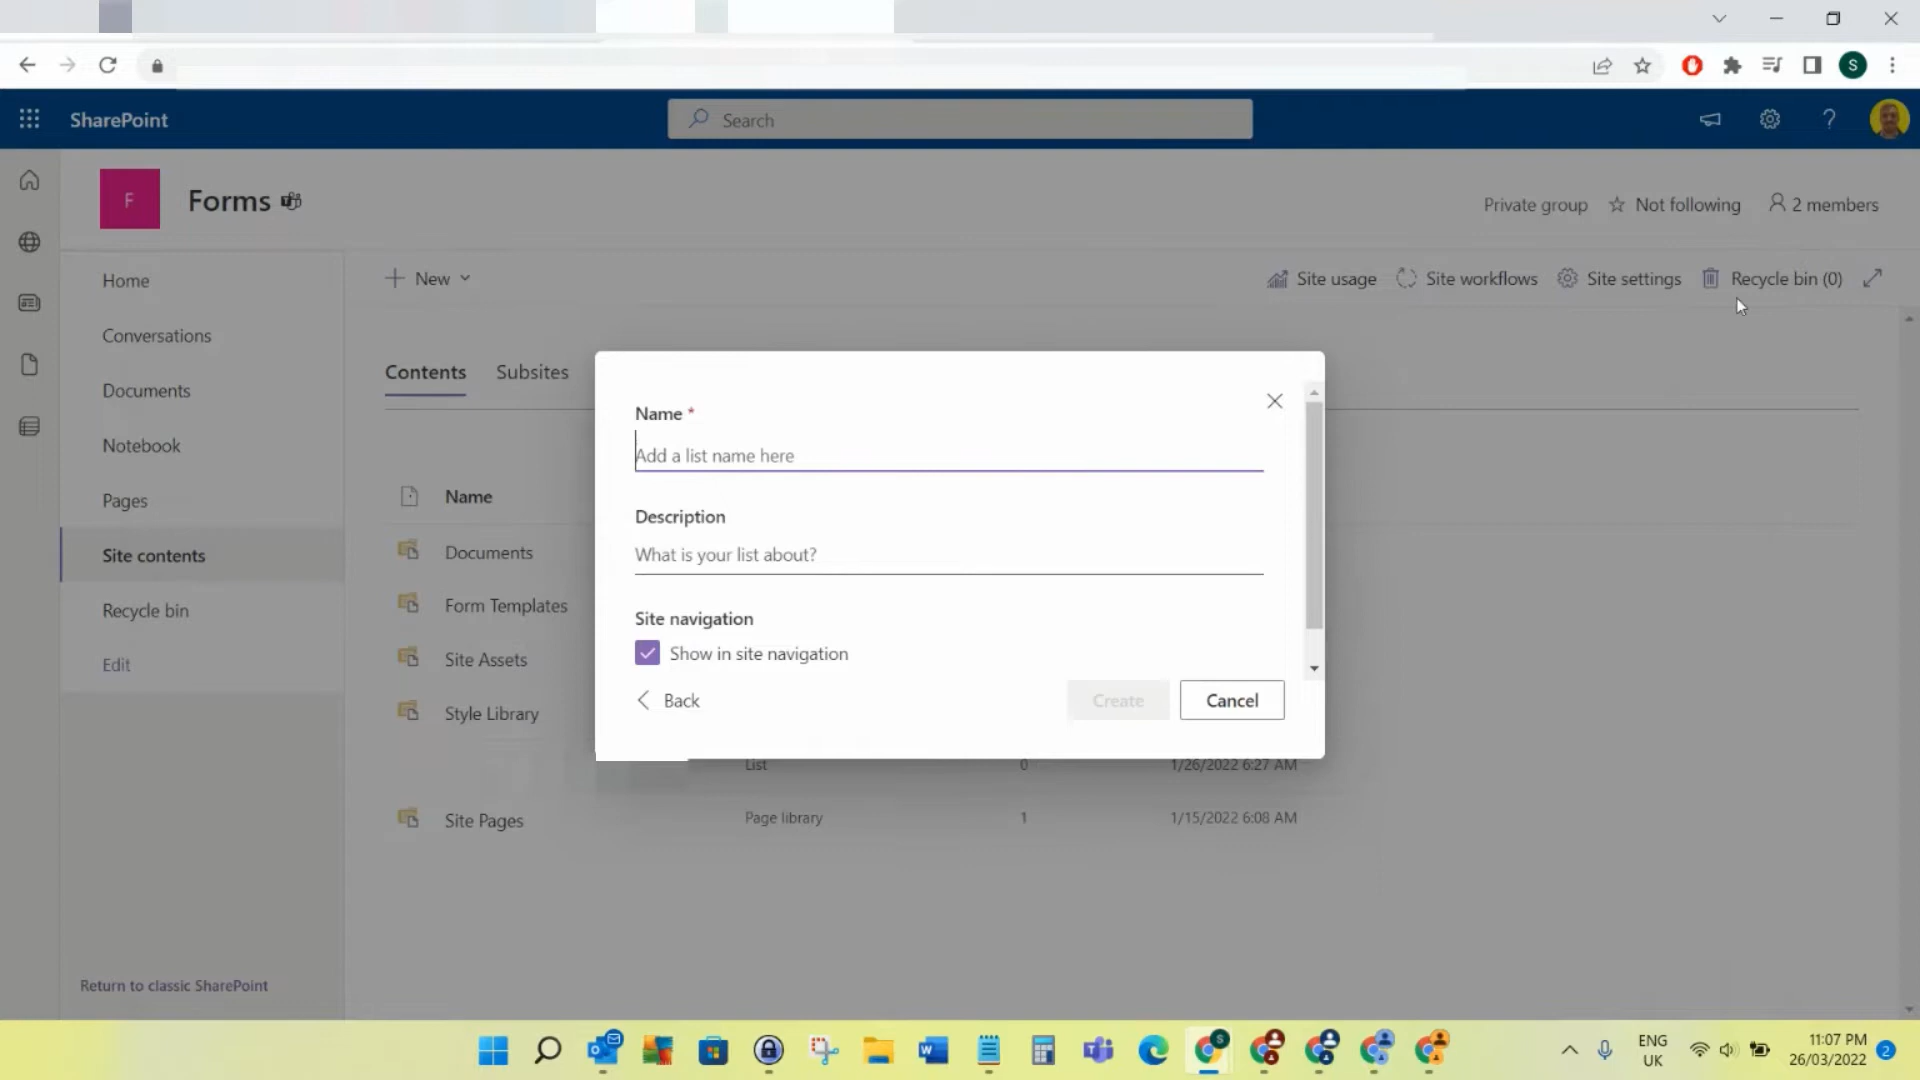 S
SharePoint
Search
?
F
Forms
Private group
Not following
2 members
Home
Conversations
Documents
Notebook
Pages
Site contents
Recycle bin
Edit
Return to classic SharePoint
New
Site usage
Site workflows
Site settings
Recycle bin (0)
Contents
Subsites
Name
Documents
Form Templates
Site Assets
Style Library
List
0
1/26/2022 6:27 AM
Site Pages
Page library
1
1/15/2022 6:08 AM
Name *
Add a list name here
Description
What is your list about?
Site navigation
Show in site navigation
Back
Create
Cancel
ENG
UK
11:07 PM
26/03/2022
2